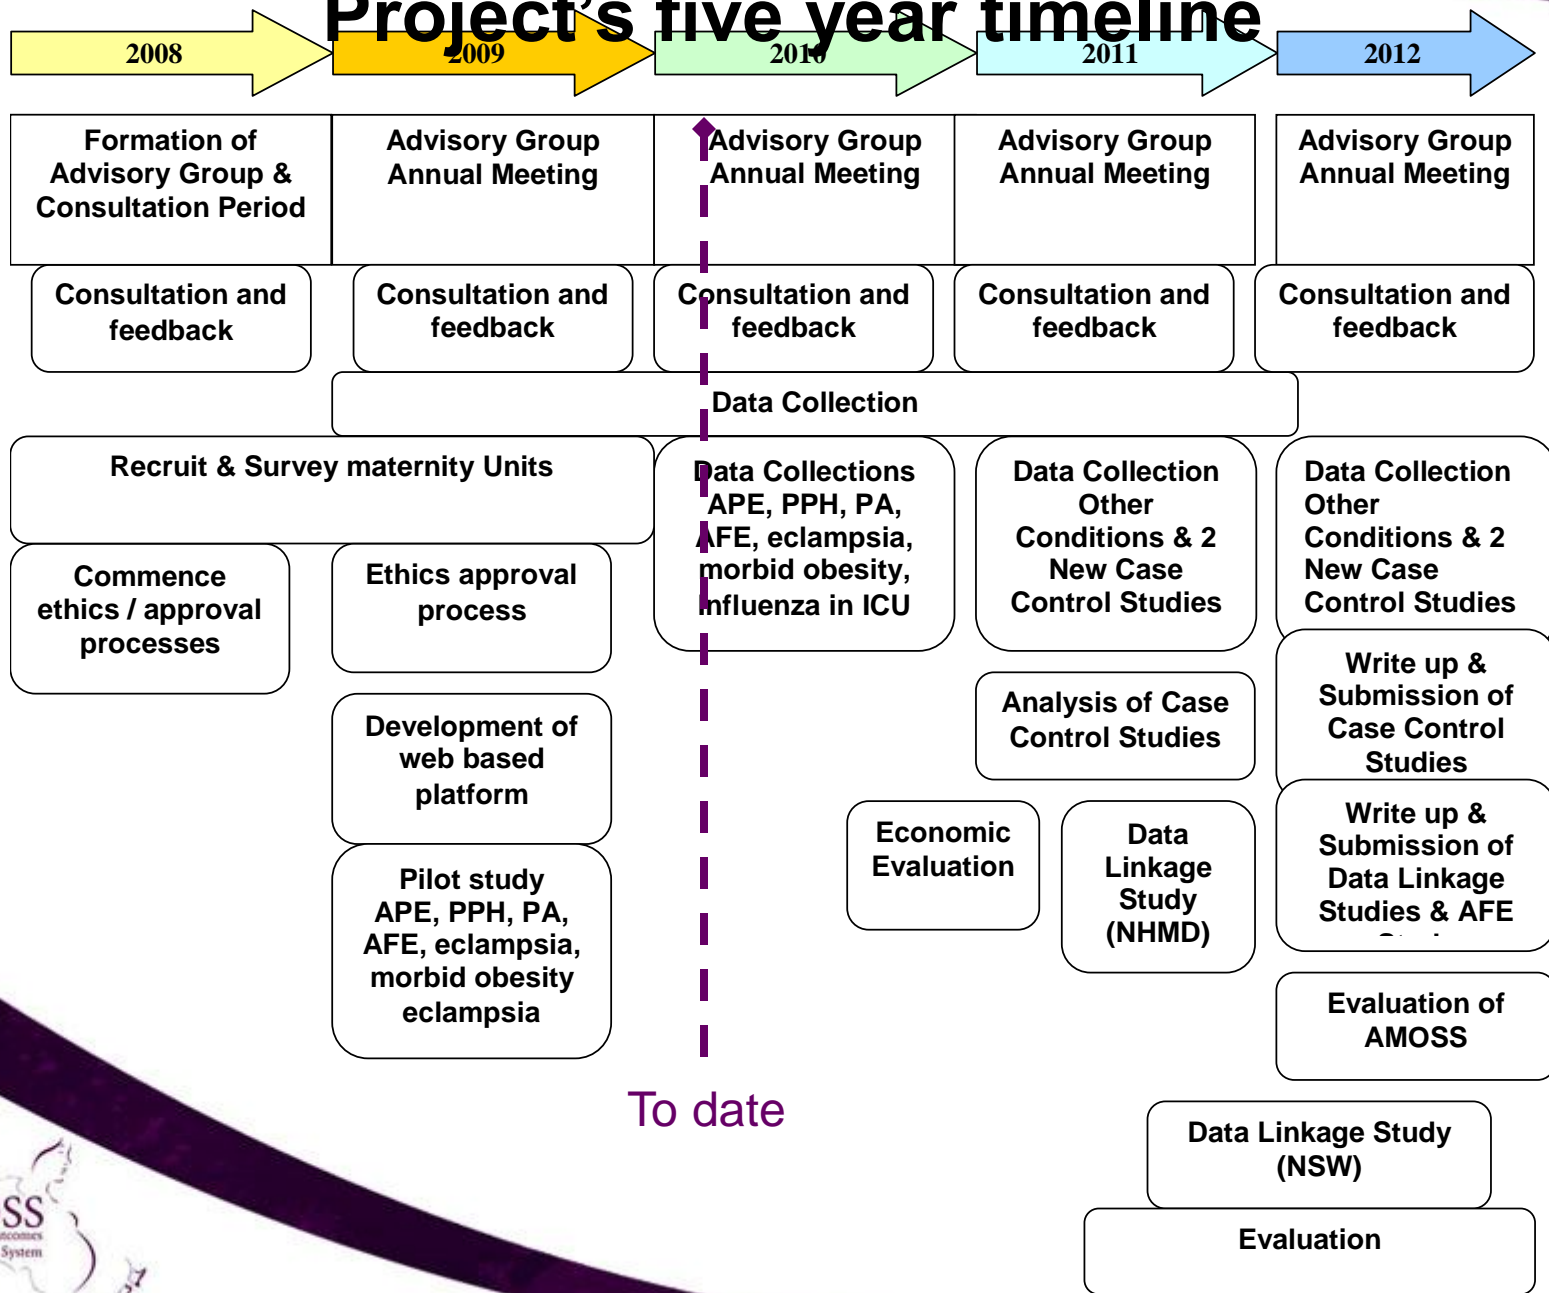 Project's five year timeline
2008
2009
2010
2011
2012
Formation of
Advisory Group &
Consultation Period
Advisory Group
Annual Meeting
Advisory Group
Annual Meeting
Advisory Group
Annual Meeting
Advisory Group
Annual Meeting
Consultation and
feedback
Consultation and
feedback
Consultation and
feedback
Consultation and
feedback
Consultation and
feedback
Data Collection
Recruit & Survey maternity Units
Data Collections
APE, PPH, PA,
AFE, eclampsia,
morbid obesity,
Influenza in ICU
Data Collection
Other
Conditions & 2
New Case
Control Studies
Data Collection
Other
Conditions & 2
New Case
Control Studies
Commence
ethics / approval
processes
Ethics approval
process
Write up &
Submission of
Case Control
Studies
Analysis of Case
Control Studies
Development of
web based
platform
Economic
Evaluation
Data
Linkage
Study
(NHMD)
Write up &
Submission of
Data Linkage
Studies & AFE
Pilot study
APE, PPH, PA,
AFE, eclampsia,
morbid obesity
eclampsia
Evaluation of
AMOSS
To date
Data Linkage Study
(NSW)
Evaluation
SS
System